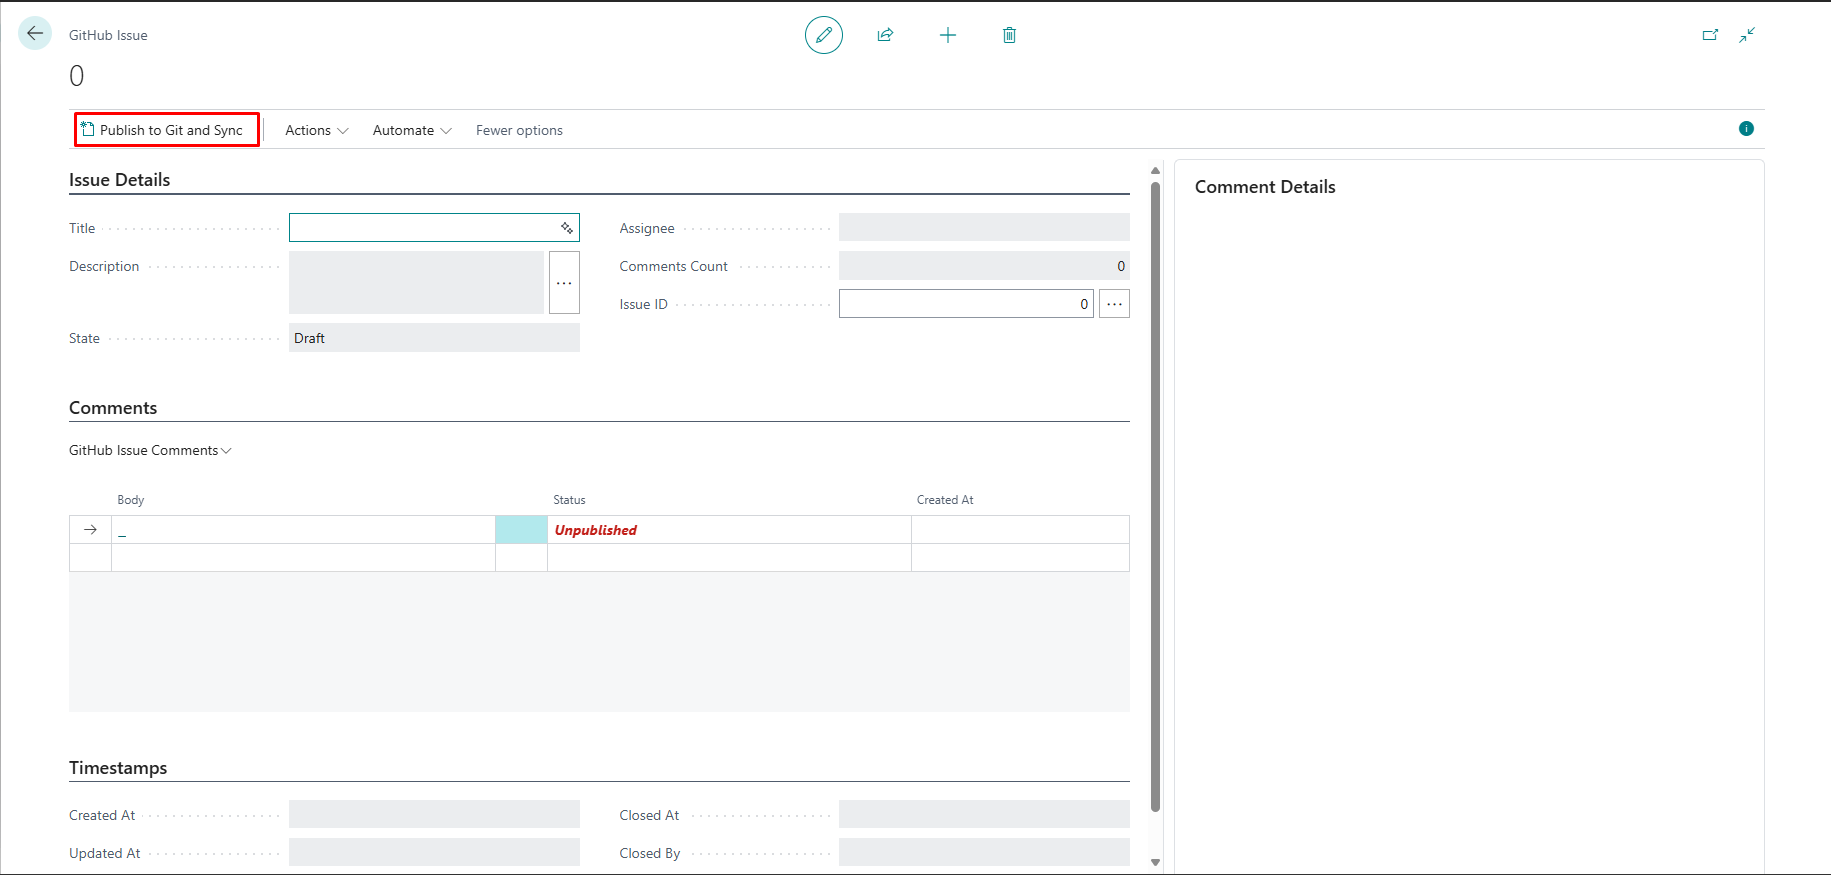 GitHub Issue
0
Publish to Git and Sync
Actions
Automate
Fewer options
Issue Details
Comment Details
Title
Assignee
Description
...
Comments Count
0
Issue ID
0
...
State
Draft
Comments
GitHub Issue Comments
Body
Status
Created At
_
Unpublished
Timestamps
Created At
Closed At
Updated At
Closed By